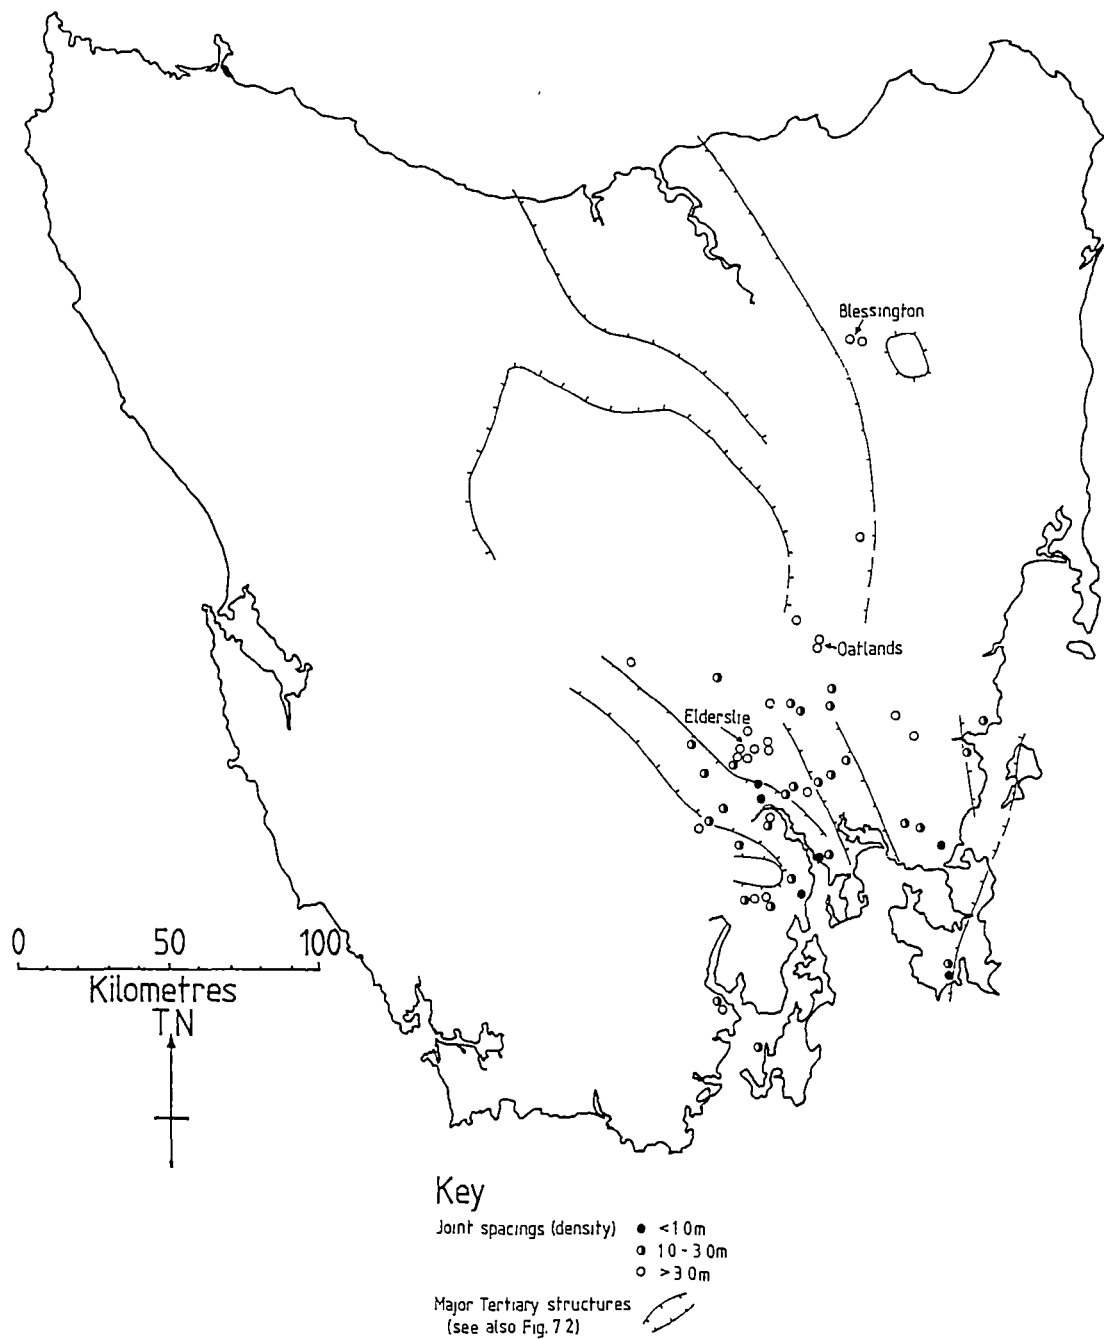 Blessington
Oatlands
Elderslie
0 50 100
Kilometres
T.N
Key
Joint spacings (density) <1 0m
1 0-3 0m
>3 0m
Major Tertiary structures
(see also Fig. 7 2)